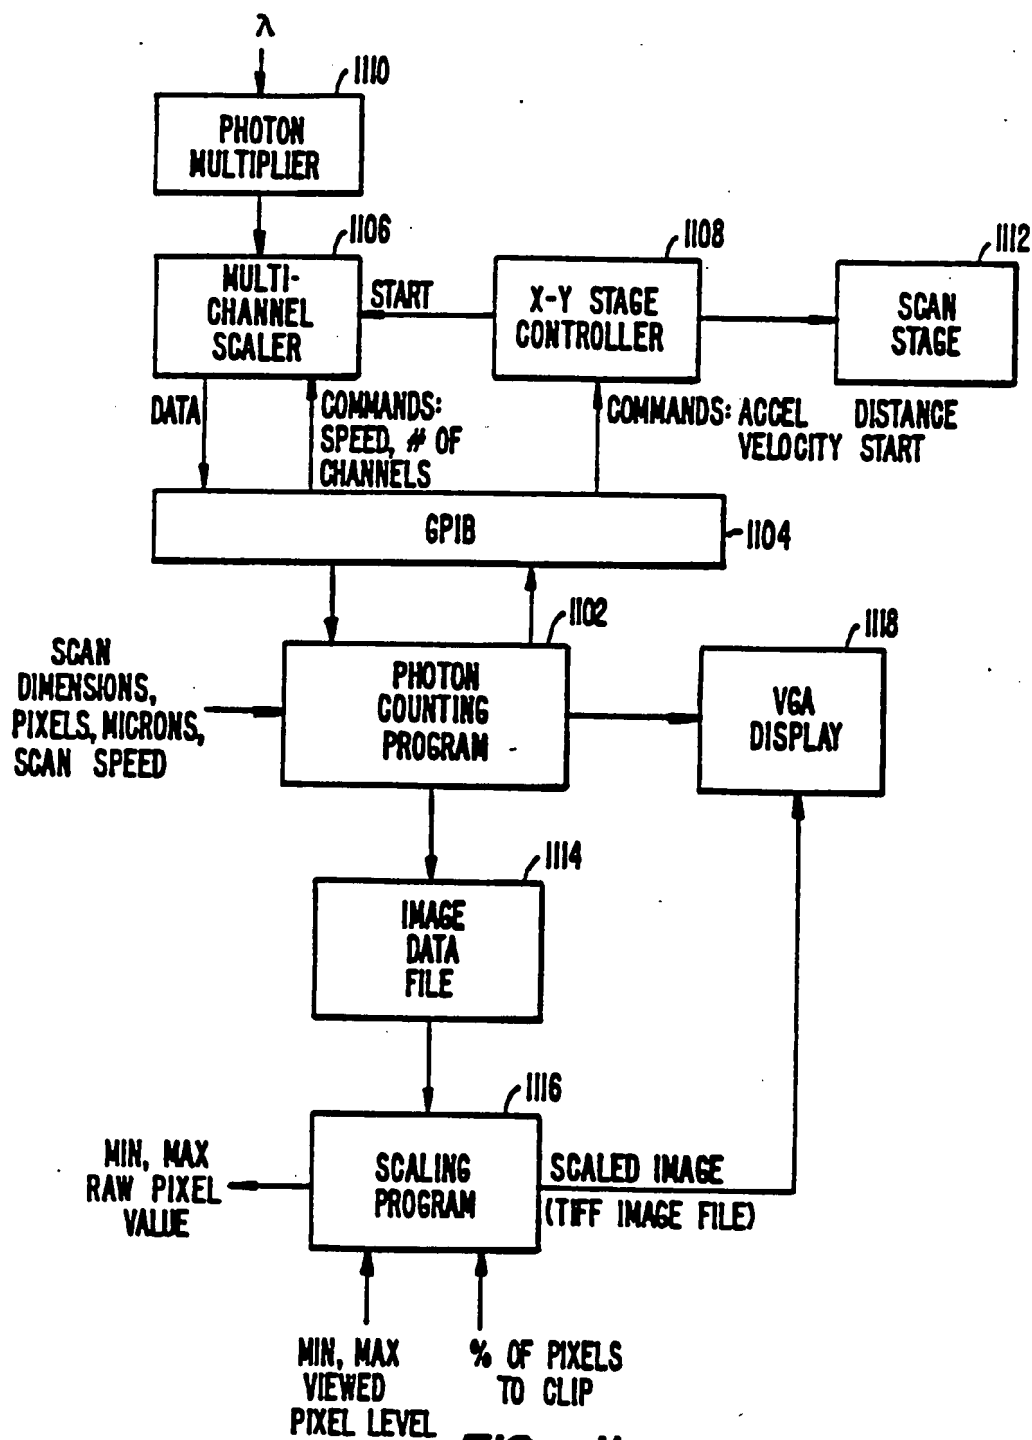 λ
1110
PHOTON
MULTIPLIER
1106
MULTI-
CHANNEL
SCALER
START
1108
X-Y STAGE
CONTROLLER
1112
SCAN
STAGE
DATA
COMMANDS:
SPEED, # OF
CHANNELS
COMMANDS: ACCEL DISTANCE
VELOCITY START
GPIB
1104
1102
SCAN
DIMENSIONS,
PIXELS, MICRONS,
SCAN SPEED
PHOTON
COUNTING
PROGRAM
1118
VGA
DISPLAY
1114
IMAGE
DATA
FILE
1116
MIN, MAX
RAW PIXEL
VALUE
SCALING
PROGRAM
SCALED IMAGE
(TIFF IMAGE FILE)
MIN, MAX
VIEWED
PIXEL LEVEL
% OF PIXELS
TO CLIP